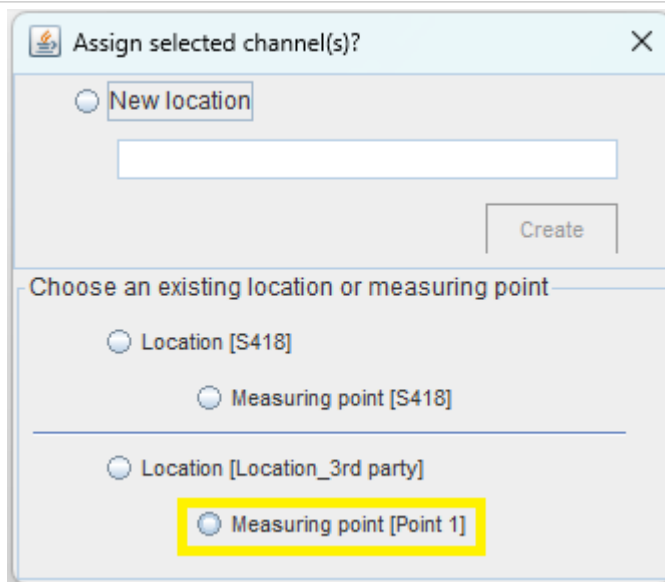 Assign selected channel(s)?
New location
Create
Choose an existing location or measuring point
Location [S418]
Measuring point [S418]
Location [Location_3rd party]
Measuring point [Point 1]